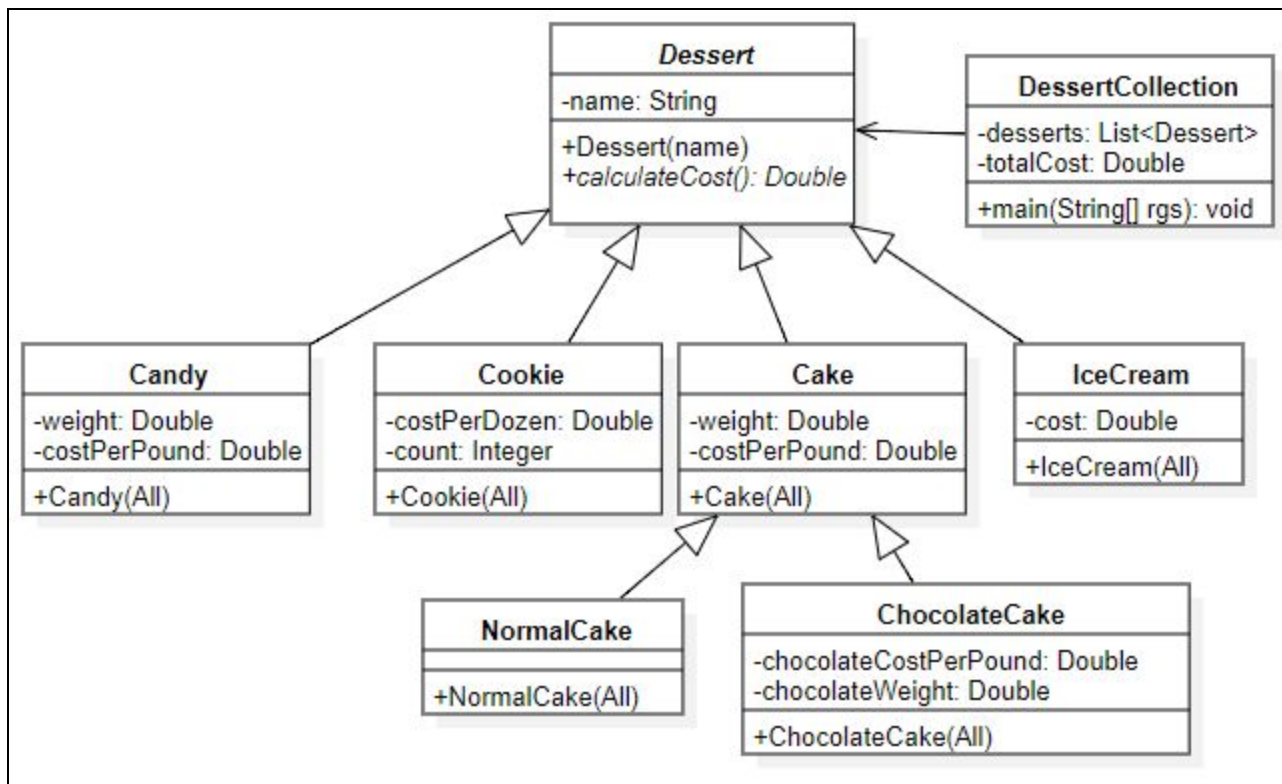 Dessert
-name: String
+Dessert(name)
+calculateCost(): Double
DessertCollection
-desserts: List<Dessert>
-totalCost: Double
+main(String[] rgs): void
Candy
-weight: Double
-costPerPound: Double
+Candy(All)
Cookie
-costPerDozen: Double
-count: Integer
+Cookie(All)
Cake
-weight: Double
-costPerPound: Double
+Cake(All)
IceCream
-cost: Double
+IceCream(All)
NormalCake
+NormalCake(All)
ChocolateCake
-chocolateCostPerPound: Double
-chocolateWeight: Double
+ChocolateCake(All)